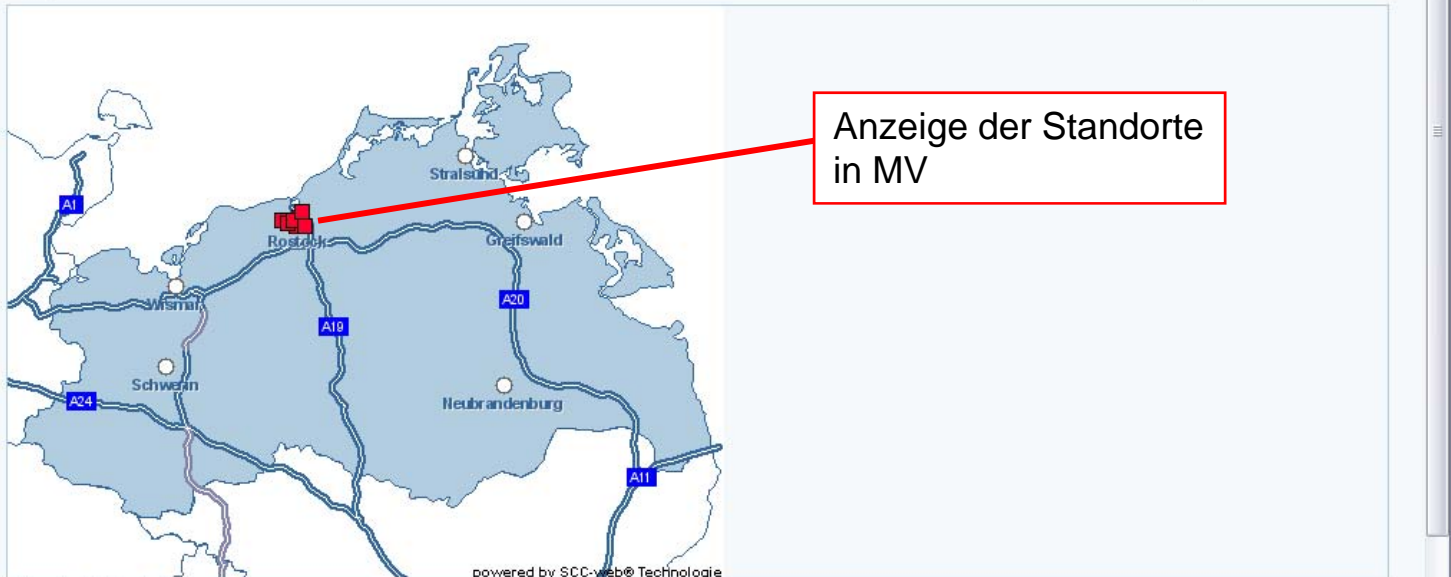 Anzeige der Standorte
in MV
Stralsund
A1
Rostock
Greifswald
Wismar
A20
A19
Schwerin
A24
Neubrandenburg
A11
powered by SCC-web® Technologie